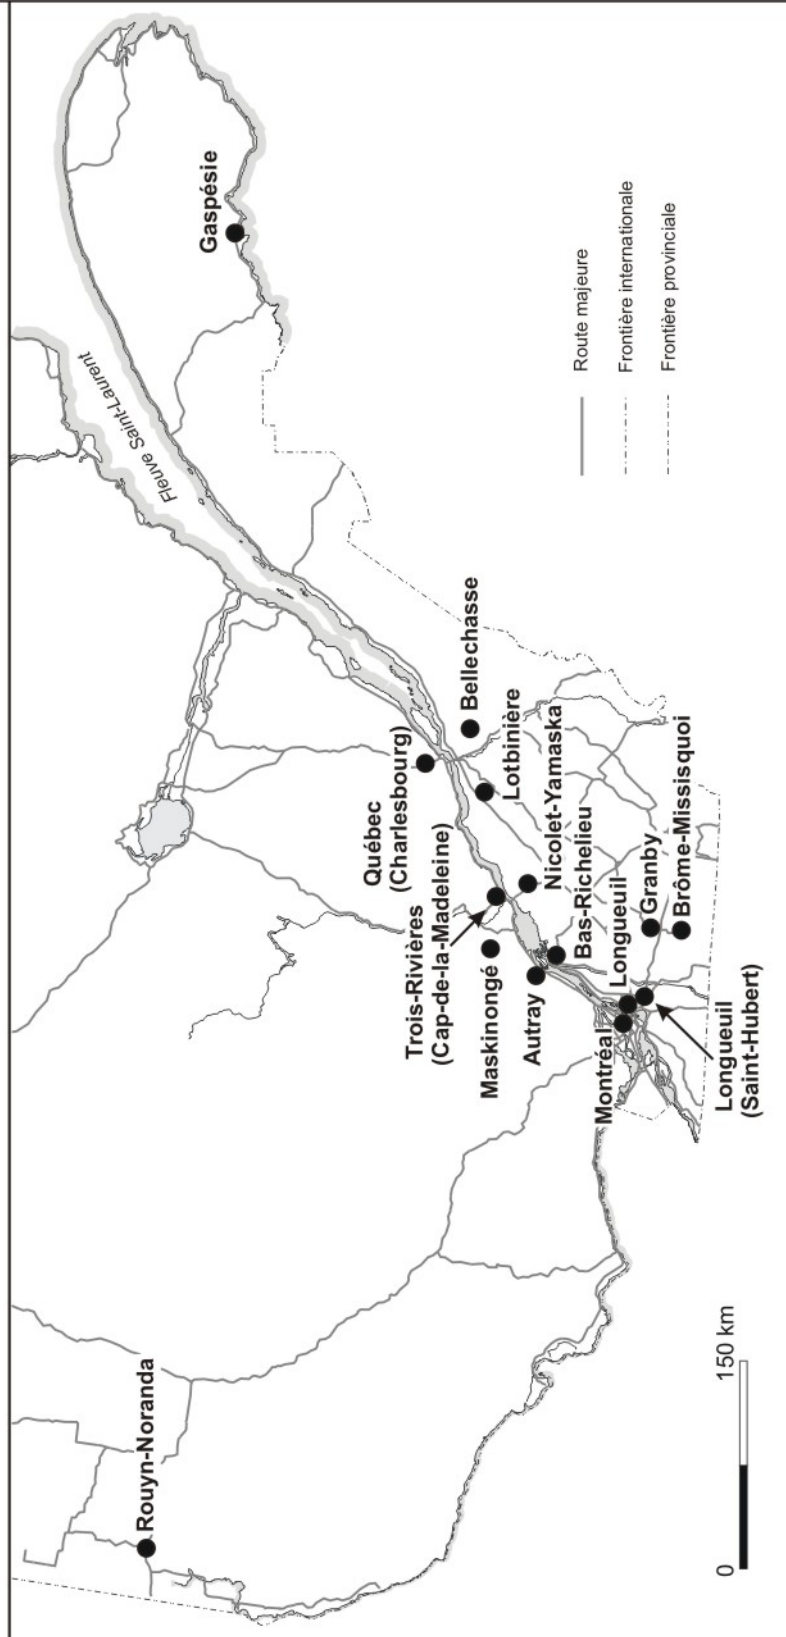 Gaspésie
Fleuve Saint-Laurent
Route majeure
Frontière internationale
Frontière provinciale
Bellechasse
Québec
(Charlesbourg)
Lotbinière
Nicolet-Yamaska
Trois-Rivières
(Cap-de-la-Madeleine)
Bas-Richelieu
Maskinongé
Autray
Longueuil
Granby
Brôme-Missisquoi
Montréal
Longueuil
(Saint-Hubert)
Rouyn-Noranda
0
150 km